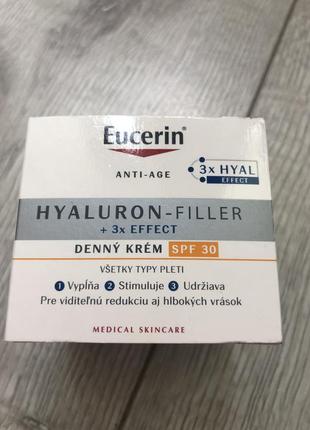 Eucerin®
ANTI-AGE
3x HYAL
EFFECT
HYALURON-FILLER
+ 3x EFFECT
DENNÝ KRÉM SPF 30
VŠETKY TYPY PLETI
1 Vypĺňa 2 Stimuluje 3 Udržiava
Pre viditeľnú redukciu aj hlbokých vrások
MEDICAL SKINCARE